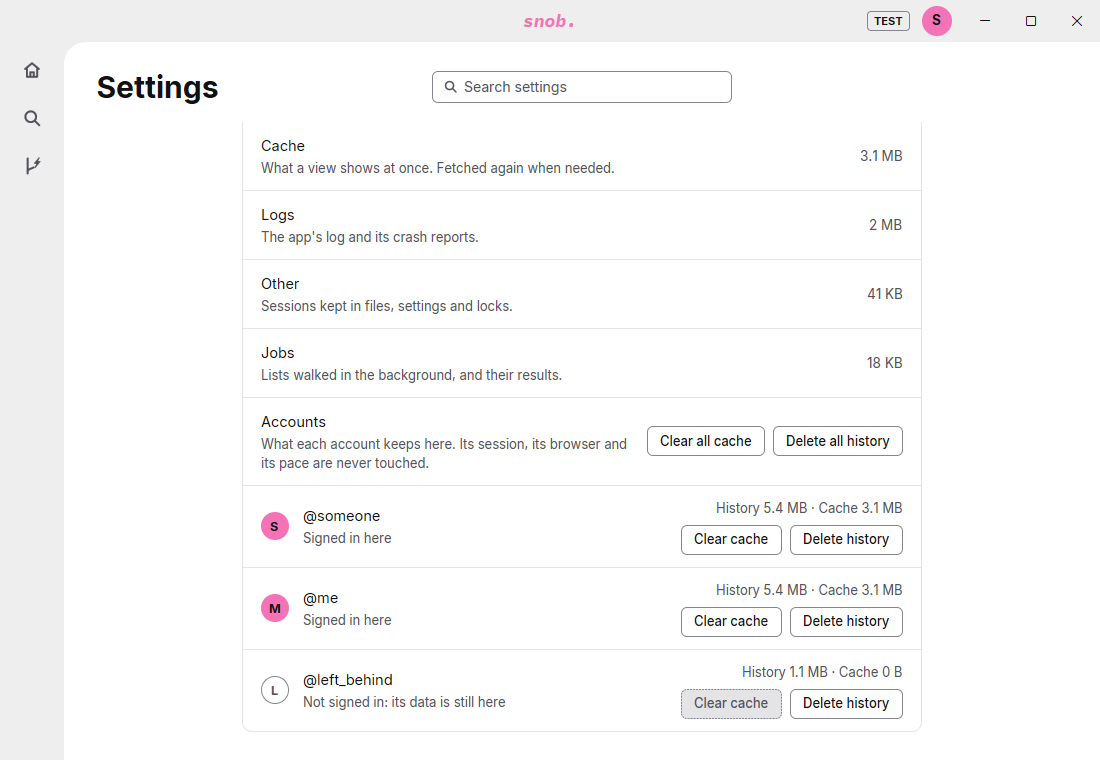 snob.
TEST
S
Settings
Search settings
Cache
What a view shows at once. Fetched again when needed.
3.1 MB
Logs
The app's log and its crash reports.
2 MB
Other
Sessions kept in files, settings and locks.
41 KB
Jobs
Lists walked in the background, and their results.
18 KB
Accounts
What each account keeps here. Its session, its browser and
its pace are never touched.
Clear all cache
Delete all history
S
@someone
Signed in here
History 5.4 MB · Cache 3.1 MB
Clear cache
Delete history
M
@me
Signed in here
History 5.4 MB · Cache 3.1 MB
Clear cache
Delete history
L
@left_behind
Not signed in: its data is still here
History 1.1 MB · Cache 0 B
Clear cache
Delete history